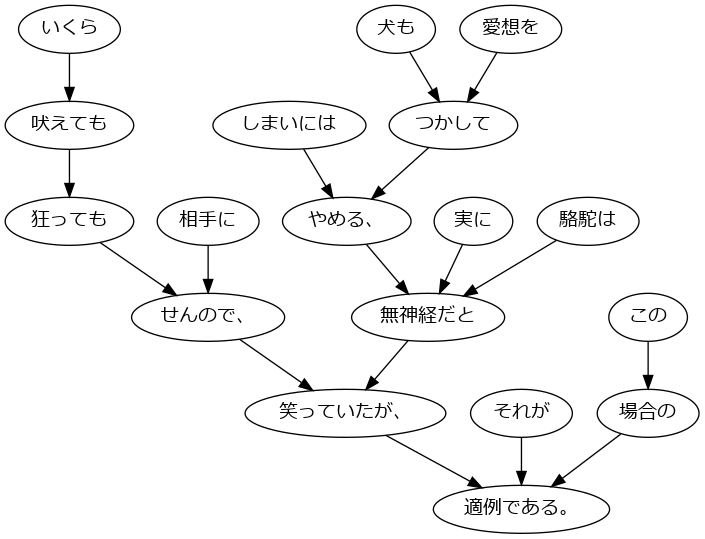 いくら
犬も
愛想を
吠えても
しまいには
つかして
狂っても
相手に
やめる、
実に
駱駝は
せんので、
無神経だと
この
笑っていたが、
それが
場合の
適例である。